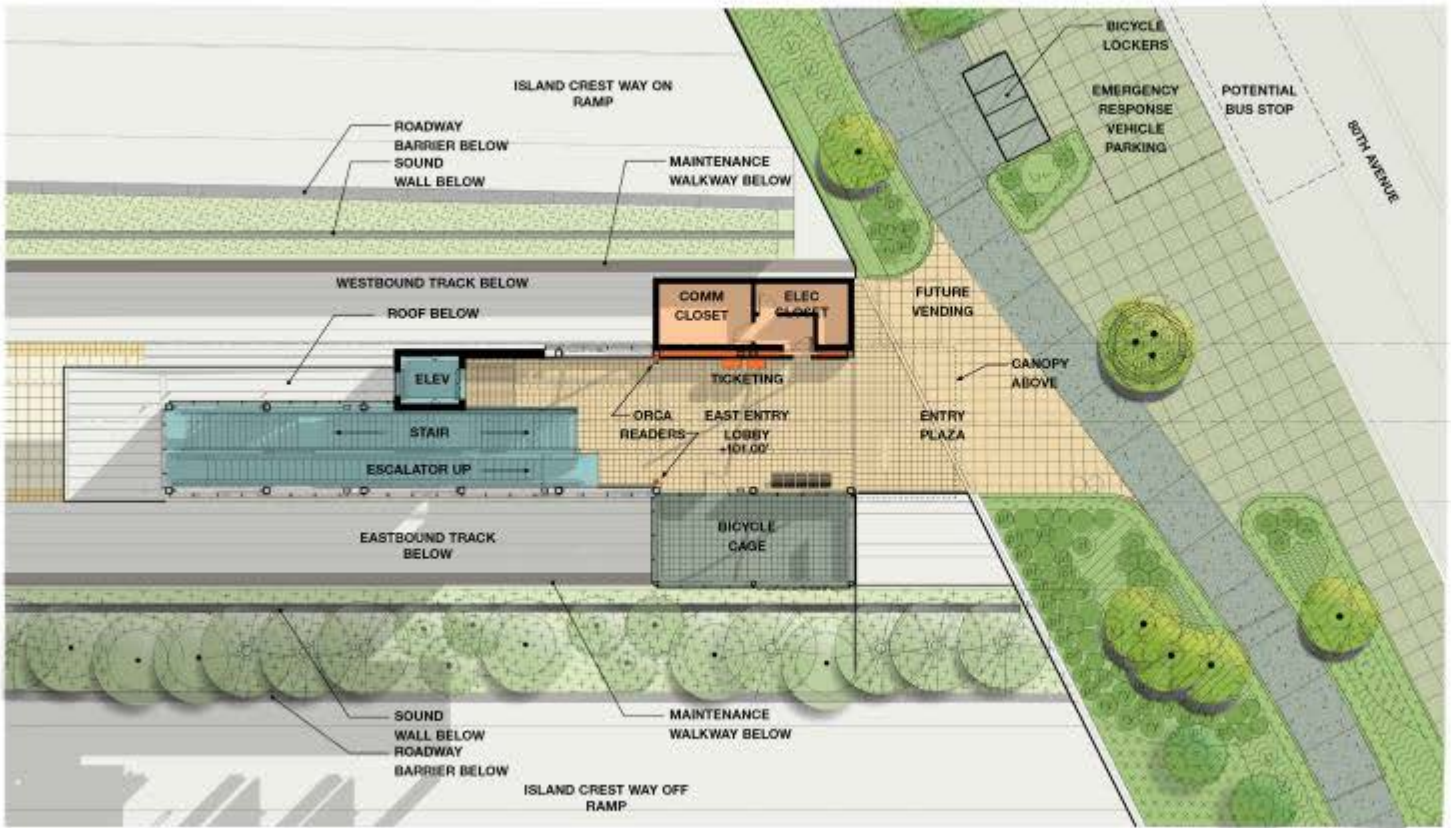 BICYCLE
LOCKERS
ISLAND CREST WAY ON
RAMP
EMERGENCY
RESPONSE
VEHICLE
PARKING
POTENTIAL
BUS STOP
80TH AVENUE
ROADWAY
BARRIER BELOW
SOUND
WALL BELOW
MAINTENANCE
WALKWAY BELOW
WESTBOUND TRACK BELOW
COMM
CLOSET
ELEC
CLOSET
FUTURE
VENDING
ROOF BELOW
CANOPY
ABOVE
ELEV
TICKETING
ORCA
READERS
EAST ENTRY
LOBBY
+101.00'
ENTRY
PLAZA
STAIR
ESCALATOR UP
EASTBOUND TRACK
BELOW
BICYCLE
CAGE
SOUND
WALL BELOW
ROADWAY
BARRIER BELOW
MAINTENANCE
WALKWAY BELOW
ISLAND CREST WAY OFF
RAMP